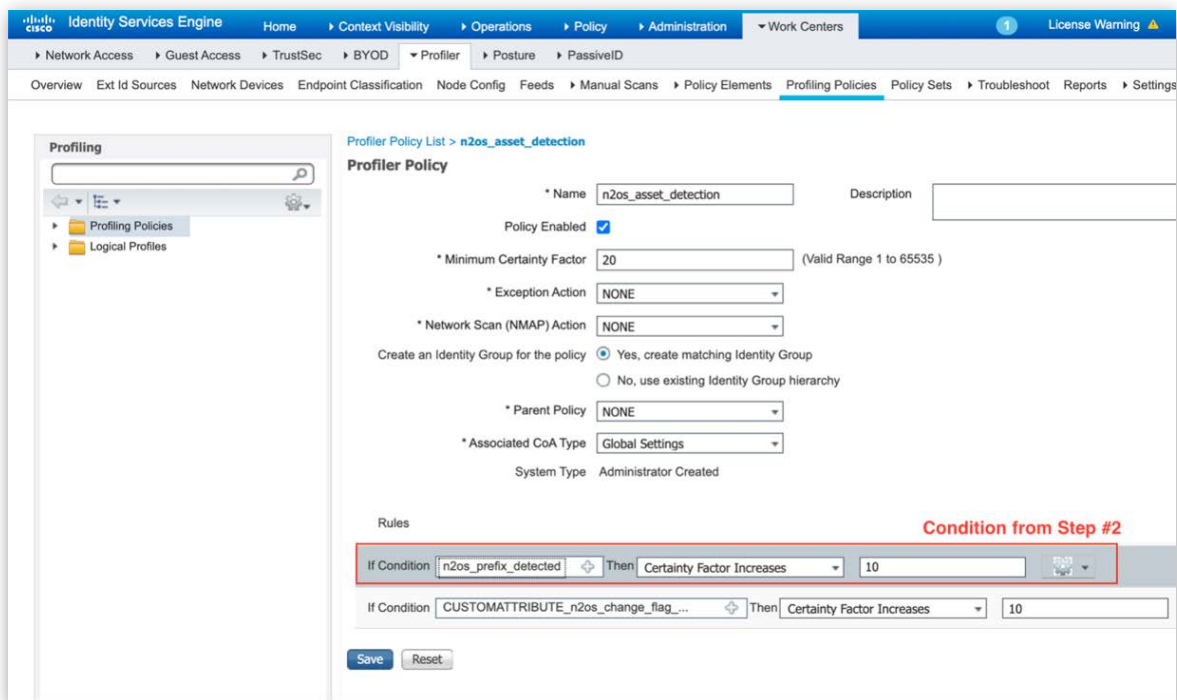 cisco Identity Services Engine Home Context Visibility Operations Policy Administration Work Centers 1 License Warning
Network Access Guest Access TrustSec BYOD Profiler Posture PassiveID
Overview Ext Id Sources Network Devices Endpoint Classification Node Config Feeds Manual Scans Policy Elements Profiling Policies Policy Sets Troubleshoot Reports Settings
Profiling
Profiling Policies
Logical Profiles
Profiler Policy List > n2os_asset_detection
Profiler Policy
* Name n2os_asset_detection Description
Policy Enabled
* Minimum Certainty Factor 20 (Valid Range 1 to 65535 )
* Exception Action NONE
* Network Scan (NMAP) Action NONE
Create an Identity Group for the policy Yes, create matching Identity Group
No, use existing Identity Group hierarchy
* Parent Policy NONE
* Associated CoA Type Global Settings
System Type Administrator Created
Rules
Condition from Step #2
If Condition n2os_prefix_detected Then Certainty Factor Increases 10
If Condition CUSTOMATTRIBUTE_n2os_change_flag_... Then Certainty Factor Increases 10
Save Reset